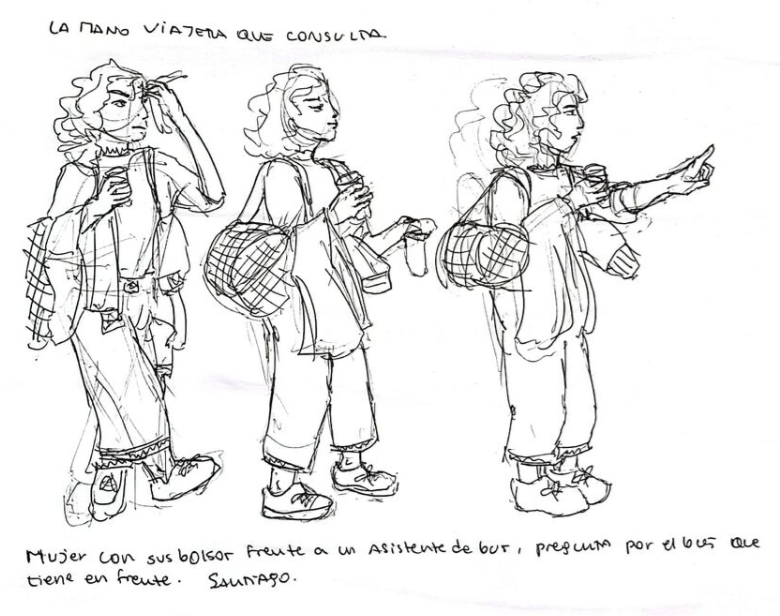 LA MANO VIAJERA QUE CONSULTA.
Mujer con sus bolsos frente a un asistente de bus, pregunta por el bus que
tiene en frente. SANTIAGO.